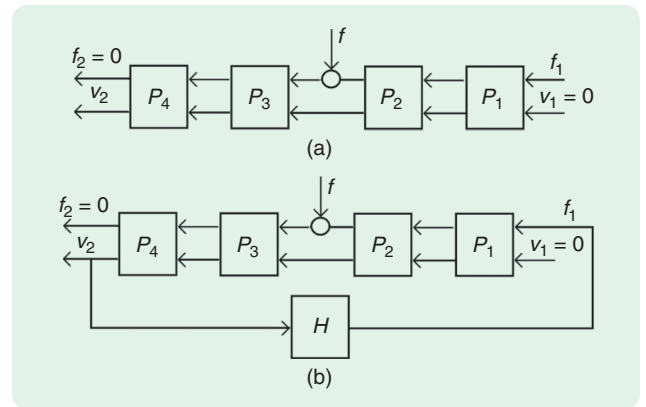 f
f₂ = 0
f₁
v₂
P₄
P₃
P₂
P₁
v₁ = 0
(a)
f
f₂ = 0
f₁
v₂
P₄
P₃
P₂
P₁
v₁ = 0
H
(b)